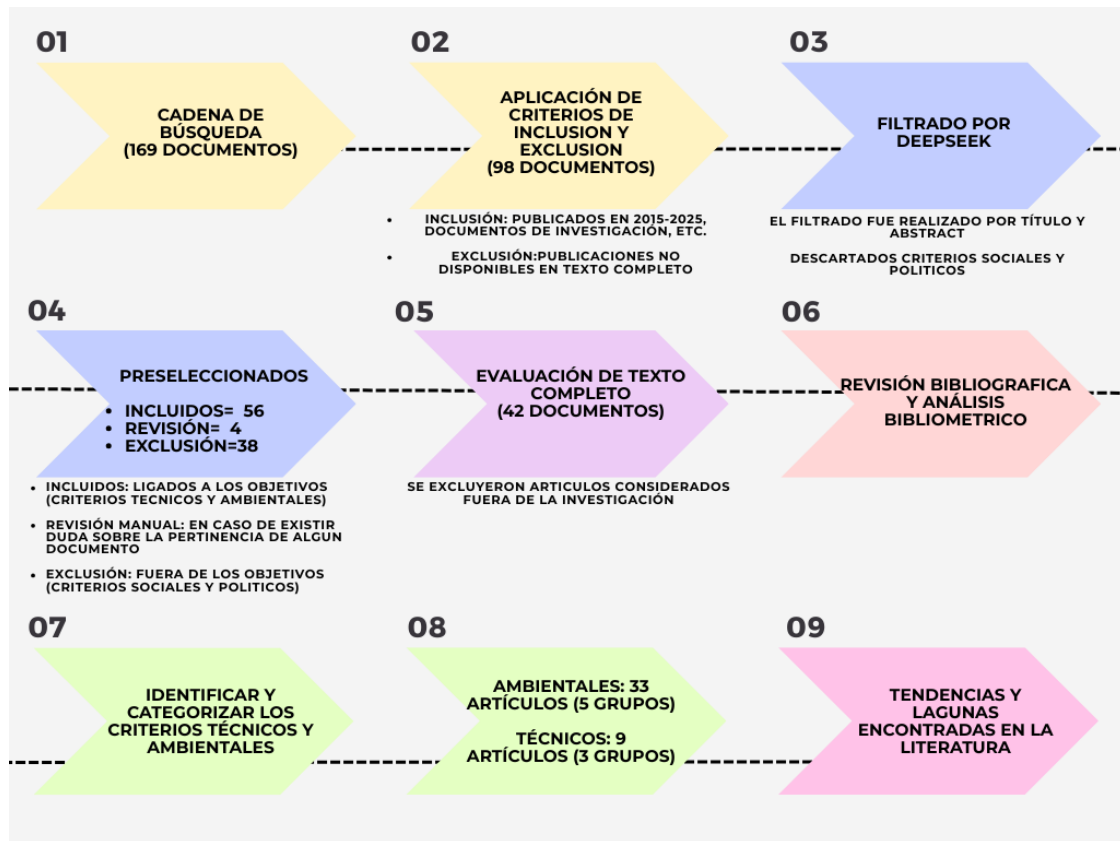 01
CADENA DE
BÚSQUEDA
(169 DOCUMENTOS)
02
APLICACIÓN DE
CRITERIOS DE
INCLUSION Y
EXCLUSION
(98 DOCUMENTOS)
• INCLUSIÓN: PUBLICADOS EN 2015-2025,
DOCUMENTOS DE INVESTIGACIÓN, ETC.
• EXCLUSIÓN:PUBLICACIONES NO
DISPONIBLES EN TEXTO COMPLETO
03
FILTRADO POR
DEEPSEEK
EL FILTRADO FUE REALIZADO POR TÍTULO Y
ABSTRACT
DESCARTADOS CRITERIOS SOCIALES Y
POLITICOS
04
PRESELECCIONADOS
• INCLUIDOS= 56
• REVISIÓN= 4
• EXCLUSIÓN=38
• INCLUIDOS: LIGADOS A LOS OBJETIVOS
(CRITERIOS TECNICOS Y AMBIENTALES)
• REVISIÓN MANUAL: EN CASO DE EXISTIR
DUDA SOBRE LA PERTINENCIA DE ALGUN
DOCUMENTO
• EXCLUSIÓN: FUERA DE LOS OBJETIVOS
(CRITERIOS SOCIALES Y POLITICOS)
05
EVALUACIÓN DE TEXTO
COMPLETO
(42 DOCUMENTOS)
SE EXCLUYERON ARTICULOS CONSIDERADOS
FUERA DE LA INVESTIGACIÓN
06
REVISIÓN BIBLIOGRAFICA
Y ANÁLISIS
BIBLIOMETRICO
07
IDENTIFICAR Y
CATEGORIZAR LOS
CRITERIOS TÉCNICOS Y
AMBIENTALES
08
AMBIENTALES: 33
ARTÍCULOS (5 GRUPOS)
TÉCNICOS: 9
ARTÍCULOS (3 GRUPOS)
09
TENDENCIAS Y
LAGUNAS
ENCONTRADAS EN LA
LITERATURA